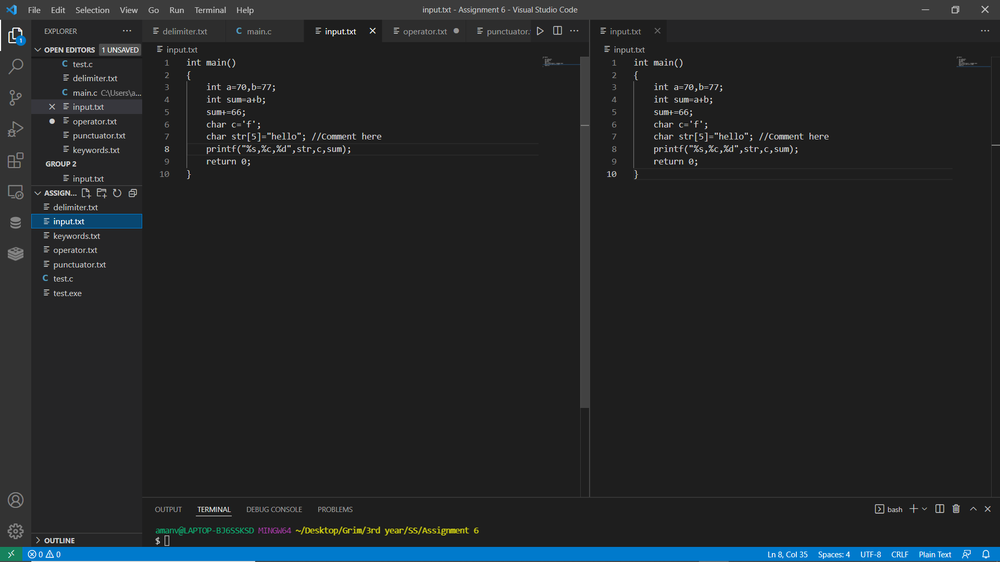 File Edit Selection View Go Run Terminal Help
input.txt - Assignment 6 - Visual Studio Code
EXPLORER
OPEN EDITORS 1 UNSAVED
test.c
delimiter.txt
main.c C:\Users\a...
input.txt
operator.txt
punctuator.txt
keywords.txt
GROUP 2
input.txt
ASSIGN...
delimiter.txt
input.txt
keywords.txt
operator.txt
punctuator.txt
test.c
test.exe
OUTLINE
1
delimiter.txt main.c input.txt operator.txt punctuator.
input.txt
1 int main()
2 {
3 int a=70,b=77;
4 int sum=a+b;
5 sum+=66;
6 char c='f';
7 char str[5]="hello"; //Comment here
8 printf("%s,%c,%d",str,c,sum);
9 return 0;
10 }
input.txt
input.txt
1 int main()
2 {
3 int a=70,b=77;
4 int sum=a+b;
5 sum+=66;
6 char c='f';
7 char str[5]="hello"; //Comment here
8 printf("%s,%c,%d",str,c,sum);
9 return 0;
10 }
OUTPUT TERMINAL DEBUG CONSOLE PROBLEMS
bash
amanv@LAPTOP-BJ6SSKSD MINGW64 ~/Desktop/Grim/3rd year/SS/Assignment 6
$
0 0
Ln 8, Col 35 Spaces: 4 UTF-8 CRLF Plain Text